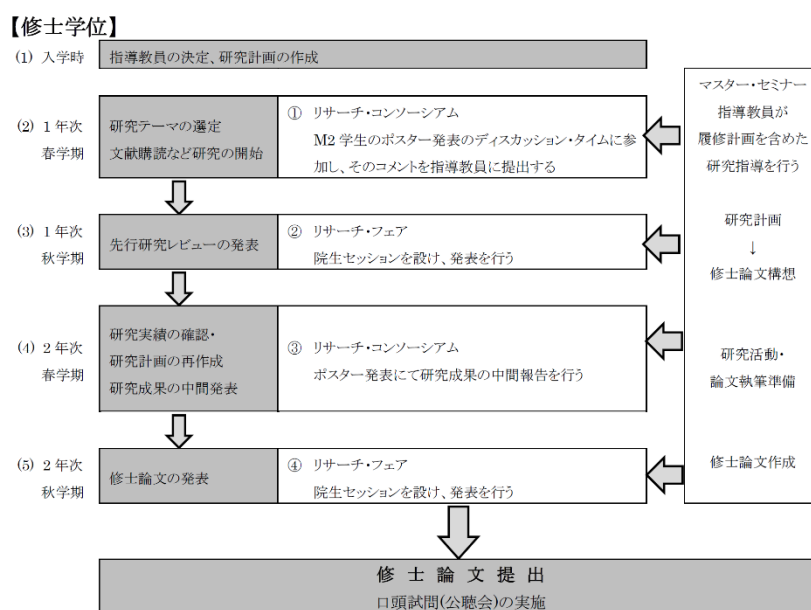 【修士学位】
(1) 入学時
指導教員の決定、研究計画の作成
(2) 1年次
春学期
研究テーマの選定
文献購読など研究の開始
① リサーチ・コンソーシアム
M2 学生のポスター発表のディスカッション・タイムに参
加し、そのコメントを指導教員に提出する
(3) 1年次
秋学期
先行研究レビューの発表
② リサーチ・フェア
院生セッションを設け、発表を行う
(4) 2年次
春学期
研究実績の確認・
研究計画の再作成
研究成果の中間発表
③ リサーチ・コンソーシアム
ポスター発表にて研究成果の中間報告を行う
(5) 2年次
秋学期
修士論文の発表
④ リサーチ・フェア
院生セッションを設け、発表を行う
マスター・セミナー
指導教員が
履修計画を含めた
研究指導を行う
研究計画
↓
修士論文構想
研究活動・
論文執筆準備
修士論文作成
修 士 論 文 提 出
口頭試問(公聴会)の実施